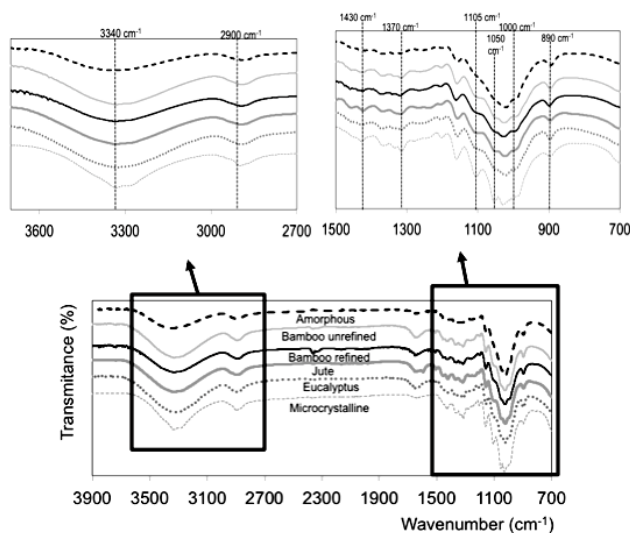 3340 cm⁻¹
2900 cm⁻¹
3600 3300 3000 2700
1430 cm⁻¹
1370 cm⁻¹
1105 cm⁻¹
1050
cm⁻¹
1000 cm⁻¹
890 cm⁻¹
1500 1300 1100 900 700
Transmitance (%)
Amorphous
Bamboo unrefined
Bamboo refined
Jute
Eucalyptus
Microcrystalline
3900 3300 2700 2300 1900 1500 1100 700
Wavenumber (cm⁻¹)